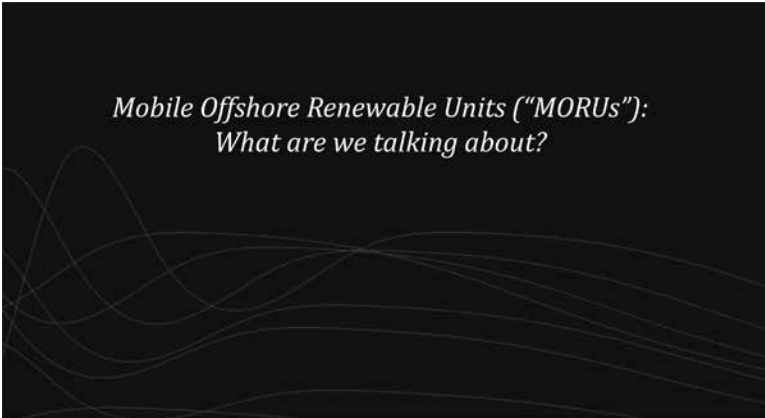 Mobile Offshore Renewable Units (“MORUs”):
What are we talking about?